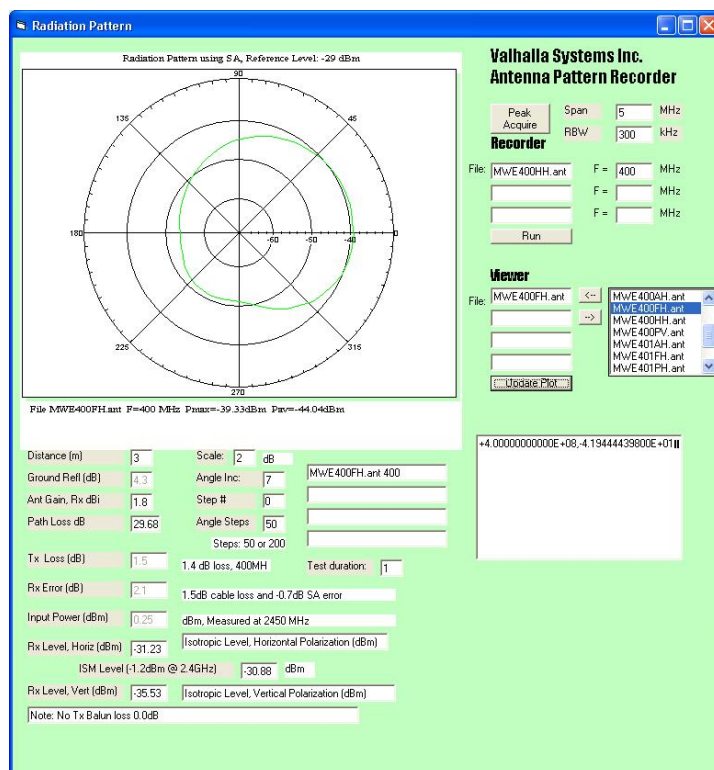 Radiation Pattern
Radiation Pattern using SA, Reference Level: -29 dBm
90
135
45
180
-60
-50
-40
0
225
315
270
File MWE400FH.ant F=400 MHz Pmax=-39.33dBm Pav=-44.04dBm
Valhalla Systems Inc.
Antenna Pattern Recorder
Peak Acquire
Span 5 MHz
RBW 300 kHz
Recorder
File: MWE400HH.ant F = 400 MHz
F = MHz
F = MHz
Run
Viewer
File: MWE400FH.ant <--
-->
MWE400AH.ant
MWE400FH.ant
MWE400HH.ant
MWE400PV.ant
MWE401AH.ant
MWE401FH.ant
MWE401PH.ant
Update Plot
+4.00000000000E+08,-4.19444439800E+01
Distance (m) 3 Scale: 2 dB
Ground Refl (dB) 4.3 Angle Inc: 7 MWE400FH.ant 400
Ant Gain, Rx dBi 1.8 Step # 0
Path Loss dB 29.68 Angle Steps 50
Steps: 50 or 200
Tx Loss (dB) 1.5 1.4 dB loss, 400MH Test duration: 1
Rx Error (dB) 2.1 1.5dB cable loss and -0.7dB SA error
Input Power (dBm) 0.25 dBm, Measured at 2450 MHz
Rx Level, Horiz (dBm) -31.23 Isotropic Level, Horizontal Polarization (dBm)
ISM Level (-1.2dBm @ 2.4GHz) -30.88 dBm
Rx Level, Vert (dBm) -35.53 Isotropic Level, Vertical Polarization (dBm)
Note: No Tx Balun loss 0.0dB